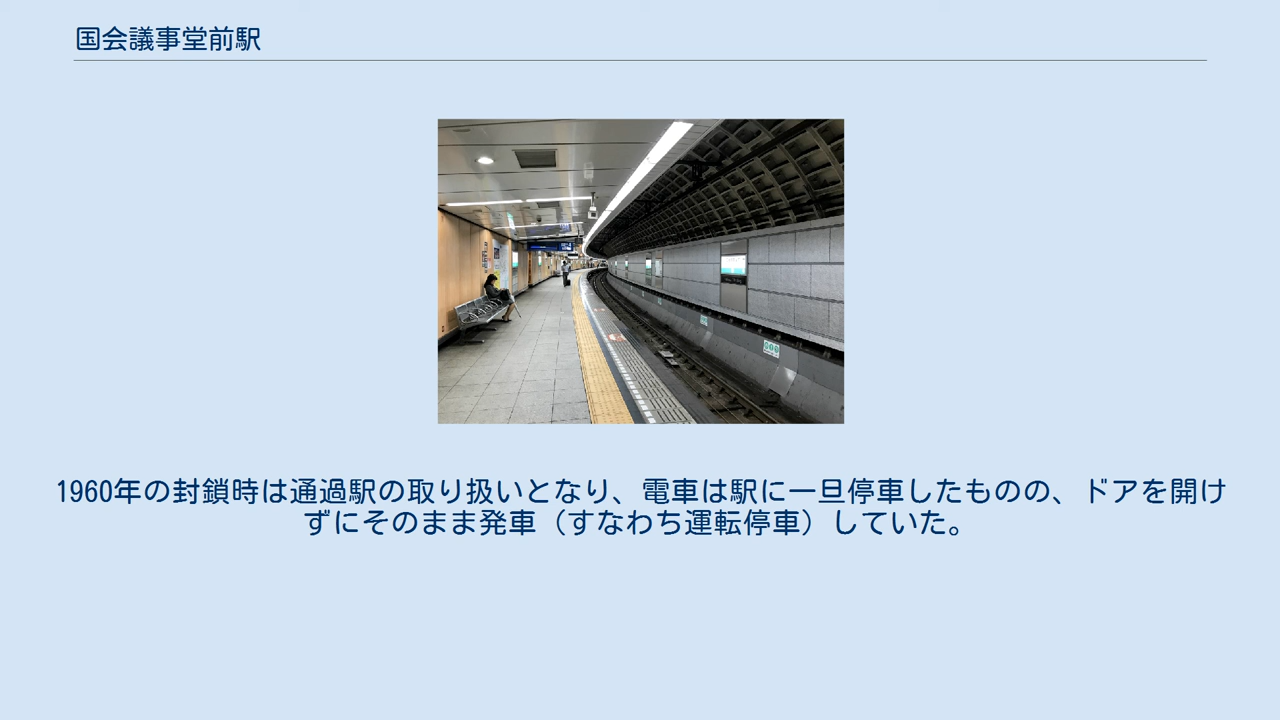 国会議事堂前駅
1960年の封鎖時は通過駅の取り扱いとなり、電車は駅に一旦停車したものの、ドアを開け
ずにそのまま発車（すなわち運転停車）していた。